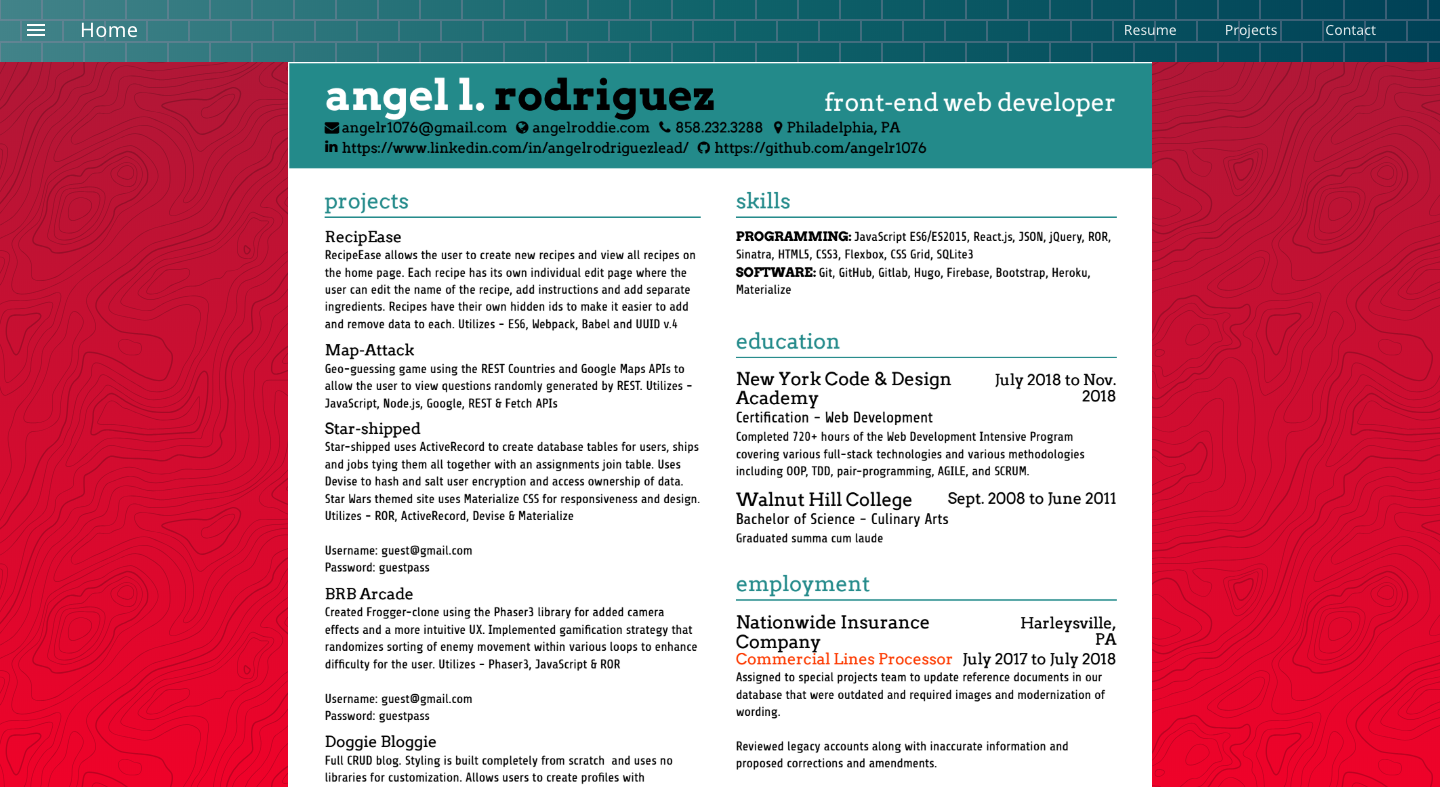 Home
Resume
Projects
Contact
angel l. rodriguez
front-end web developer
angelr1076@gmail.com angelroddie.com 858.232.3288 Philadelphia, PA
https://www.linkedin.com/in/angelrodriguezlead/ https://github.com/angelr1076
projects
RecipEase
RecipeEase allows the user to create new recipes and view all recipes on
the home page. Each recipe has its own individual edit page where the
user can edit the name of the recipe, add instructions and add separate
ingredients. Recipes have their own hidden ids to make it easier to add
and remove data to each. Utilizes - ES6, Webpack, Babel and UUID v.4
Map-Attack
Geo-guessing game using the REST Countries and Google Maps APIs to
allow the user to view questions randomly generated by REST. Utilizes -
JavaScript, Node.js, Google, REST & Fetch APIs
Star-shipped
Star-shipped uses ActiveRecord to create database tables for users, ships
and jobs tying them all together with an assignments join table. Uses
Devise to hash and salt user encryption and access ownership of data.
Star Wars themed site uses Materialize CSS for responsiveness and design.
Utilizes - ROR, ActiveRecord, Devise & Materialize
Username: guest@gmail.com
Password: guestpass
BRB Arcade
Created Frogger-clone using the Phaser3 library for added camera
effects and a more intuitive UX. Implemented gamification strategy that
randomizes sorting of enemy movement within various loops to enhance
difficulty for the user. Utilizes - Phaser3, JavaScript & ROR
Username: guest@gmail.com
Password: guestpass
Doggie Bloggie
Full CRUD blog. Styling is built completely from scratch and uses no
libraries for customization. Allows users to create profiles with
skills
PROGRAMMING: JavaScript ES6/ES2015, React.js, JSON, jQuery, ROR,
Sinatra, HTML5, CSS3, Flexbox, CSS Grid, SQLite3
SOFTWARE: Git, GitHub, Gitlab, Hugo, Firebase, Bootstrap, Heroku,
Materialize
education
New York Code & Design July 2018 to Nov.
Academy 2018
Certification - Web Development
Completed 720+ hours of the Web Development Intensive Program
covering various full-stack technologies and various methodologies
including OOP, TDD, pair-programming, AGILE, and SCRUM.
Walnut Hill College Sept. 2008 to June 2011
Bachelor of Science - Culinary Arts
Graduated summa cum laude
employment
Nationwide Insurance Harleysville,
Company PA
Commercial Lines Processor July 2017 to July 2018
Assigned to special projects team to update reference documents in our
database that were outdated and required images and modernization of
wording.
Reviewed legacy accounts along with inaccurate information and
proposed corrections and amendments.